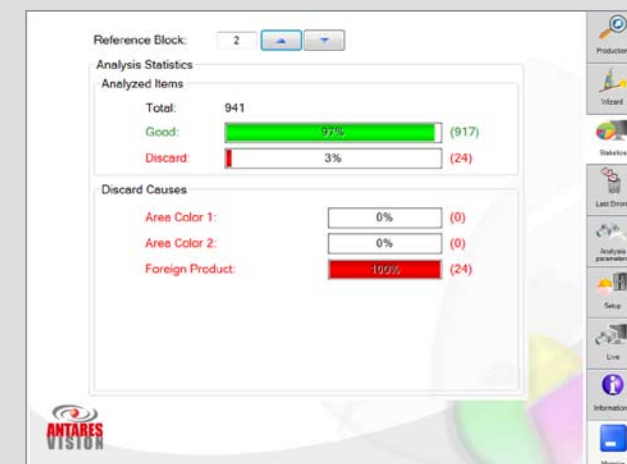 Reference Block: 2
Analysis Statistics
Analyzed Items
Total: 941
Good: 97% (917)
Discard: 3% (24)
Discard Causes
Area Color 1: 0% (0)
Area Color 2: 0% (0)
Foreign Product: 100% (24)
ANTARES
VISION
Production
Wizard
Statistics
Last Errors
Analysis
parameters
Setup
Live
Information